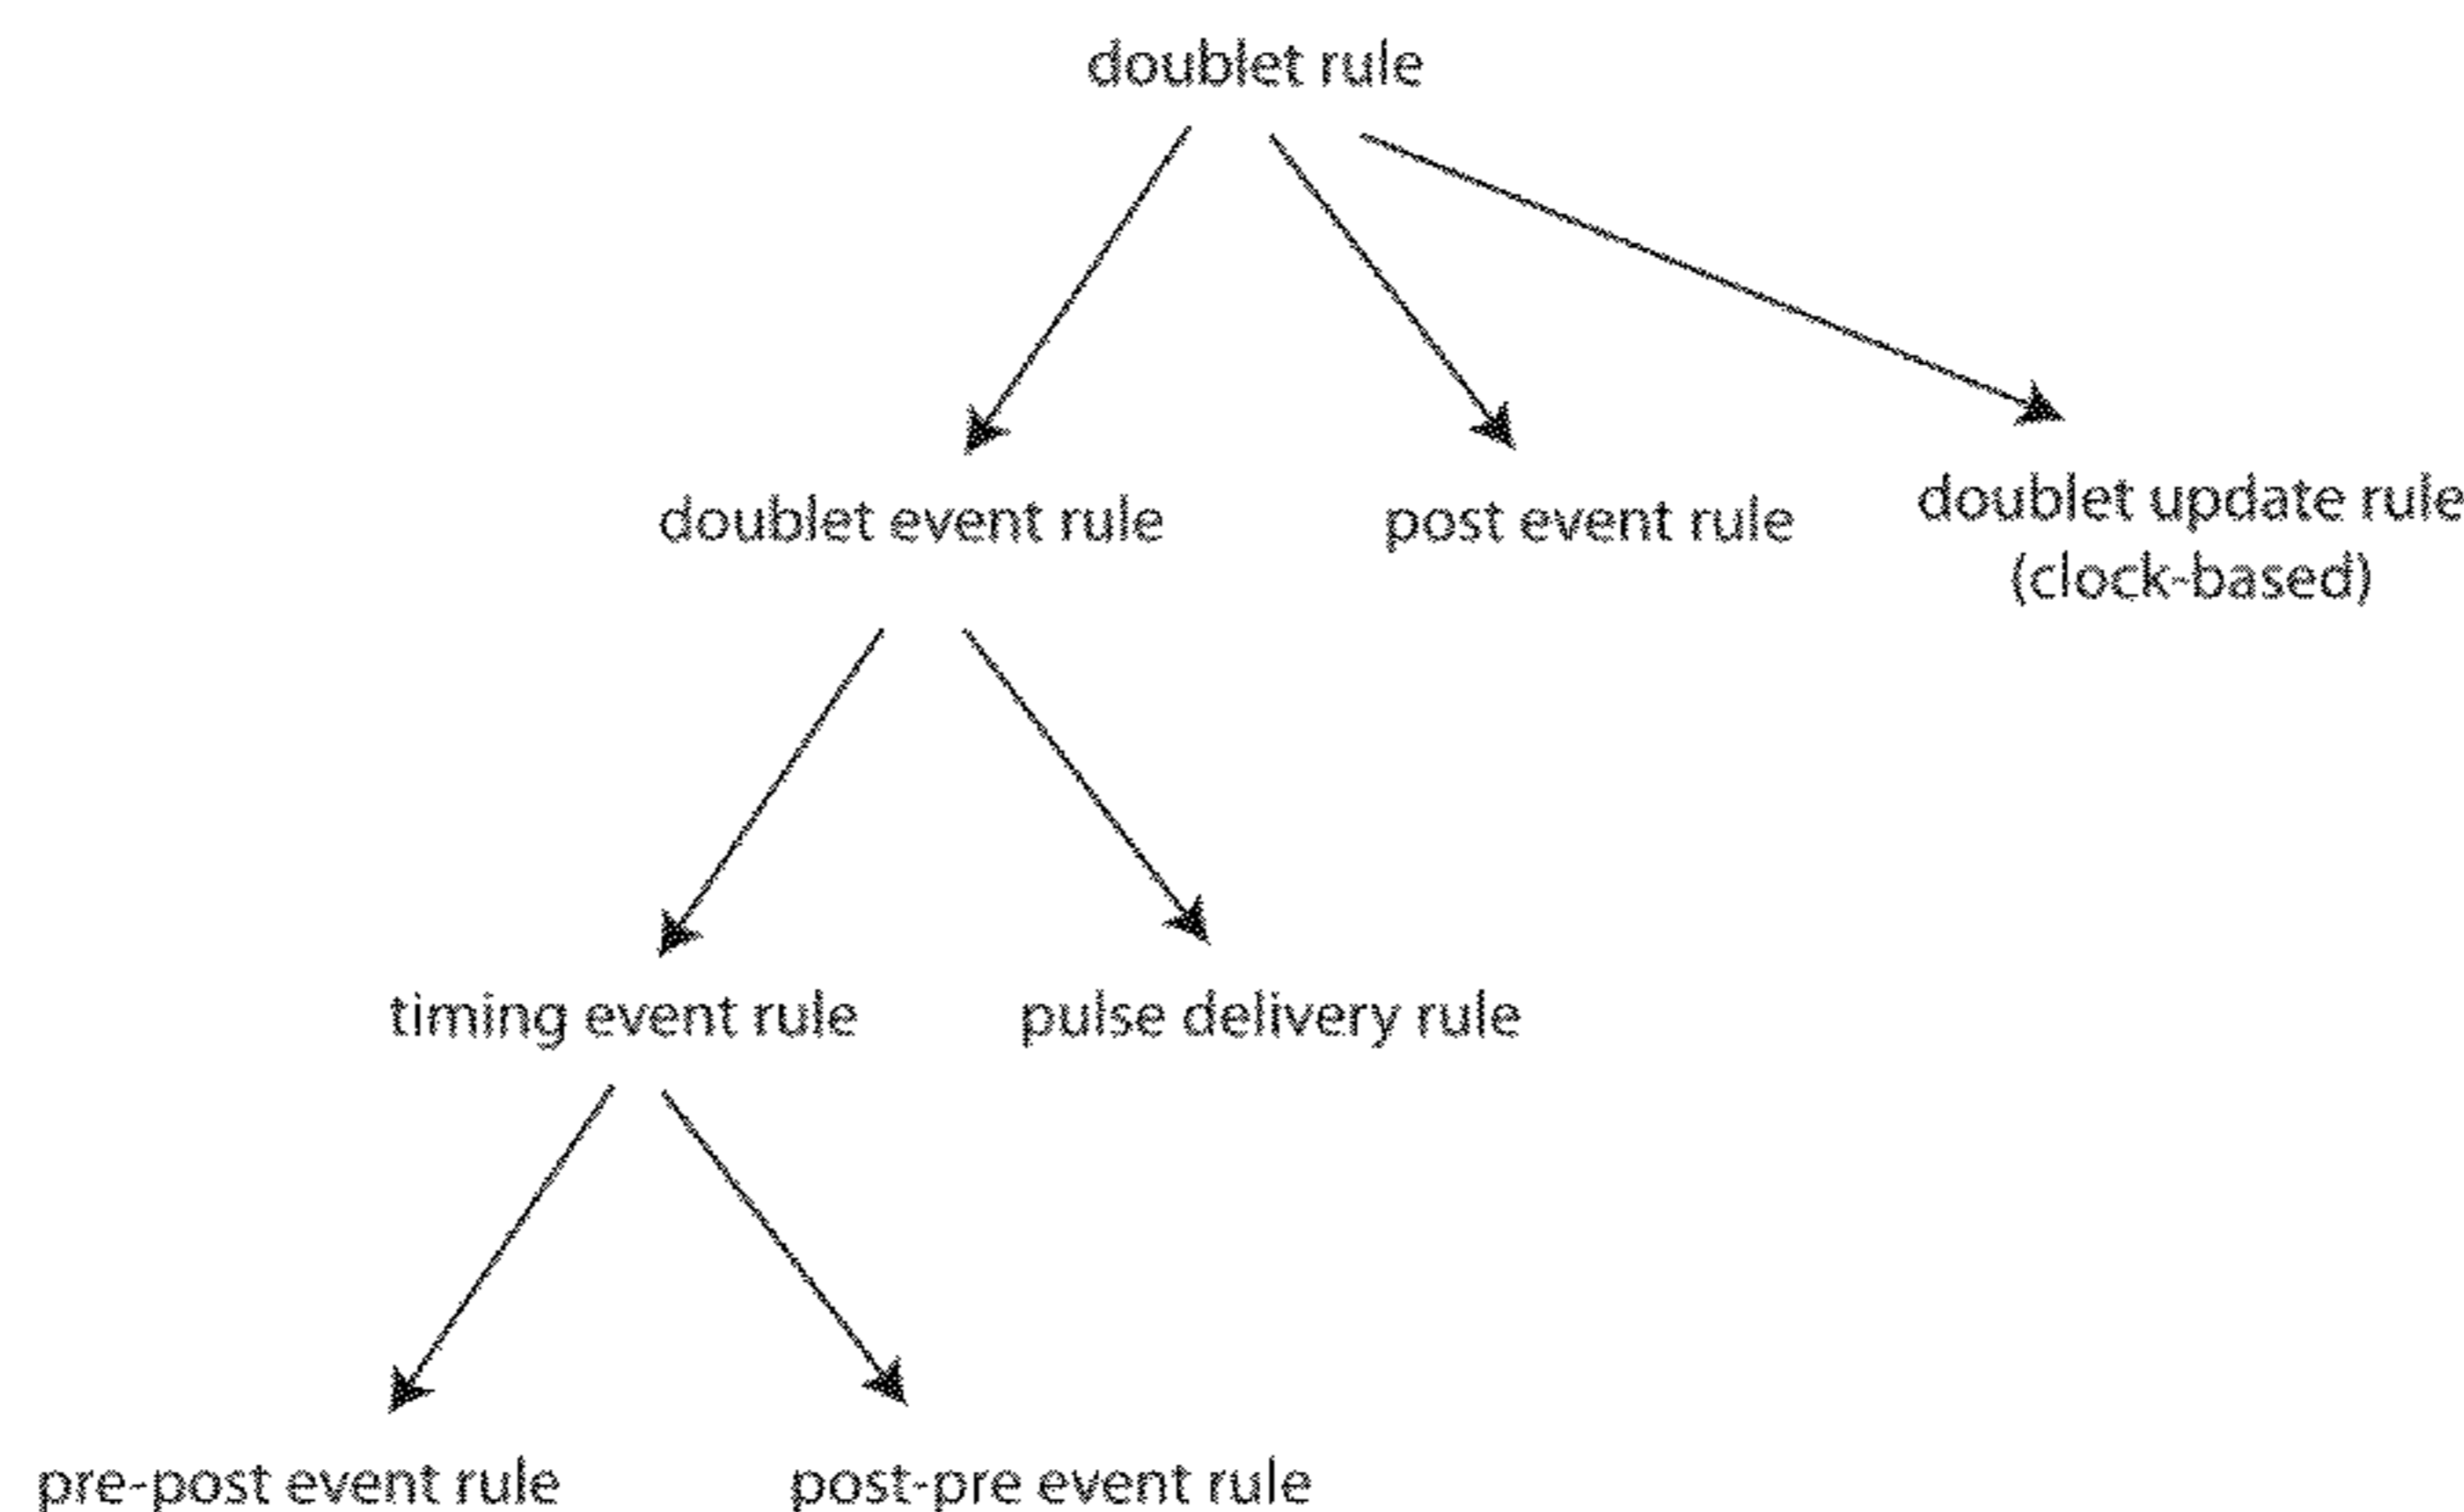 doublet rule
doublet event rule
post event rule
doublet update rule
(clock-based)
timing event rule
pulse delivery rule
pre-post event rule
post-pre event rule